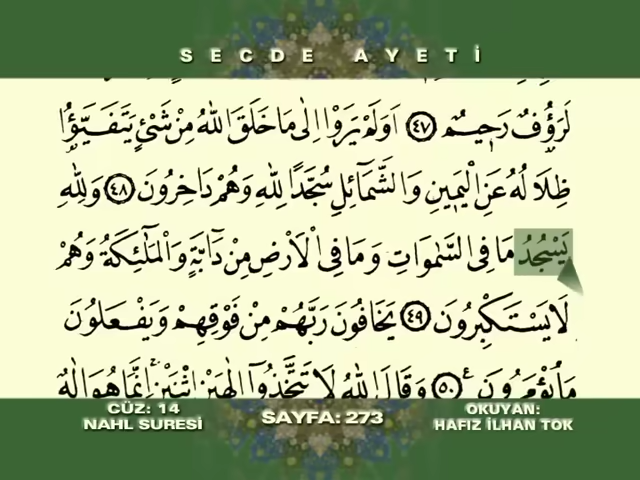 SECDE AYETİ
لَرَؤُ۫فٌ رَح۪يمٌ ﴿٤٧﴾ اَوَلَمْ يَرَوْا اِلٰى مَا خَلَقَ اللّٰهُ مِنْ شَيْءٍ يَتَفَيَّؤُ۬ا
ظِلَالُهُ عَنِ الْيَم۪ينِ وَالشَّمَٓائِلِ سُجَّدًا لِلّٰهِ وَهُمْ دَاخِرُونَ ﴿٤٨﴾ وَلِلّٰهِ
يَسْجُدُ مَا فِي السَّمٰوَاتِ وَمَا فِي الْاَرْضِ مِنْ دَٓابَّةٍ وَالْمَلٰٓئِكَةُ وَهُمْ
لَا يَسْتَكْبِرُونَ ﴿٤٩﴾ يَخَافُونَ رَبَّهُمْ مِنْ فَوْقِهِمْ وَيَفْعَلُونَ
مَا يُؤْمَرُونَ ﴿٥٠﴾ وَقَالَ اللّٰهُ لَا تَتَّخِذُٓوا اِلٰهَيْنِ اثْنَيْنِۚ اِنَّمَا هُوَ اِلٰهٌ
CÜZ: 14
NAHL SURESİ
SAYFA: 273
OKUYAN:
HAFIZ İLHAN TOK